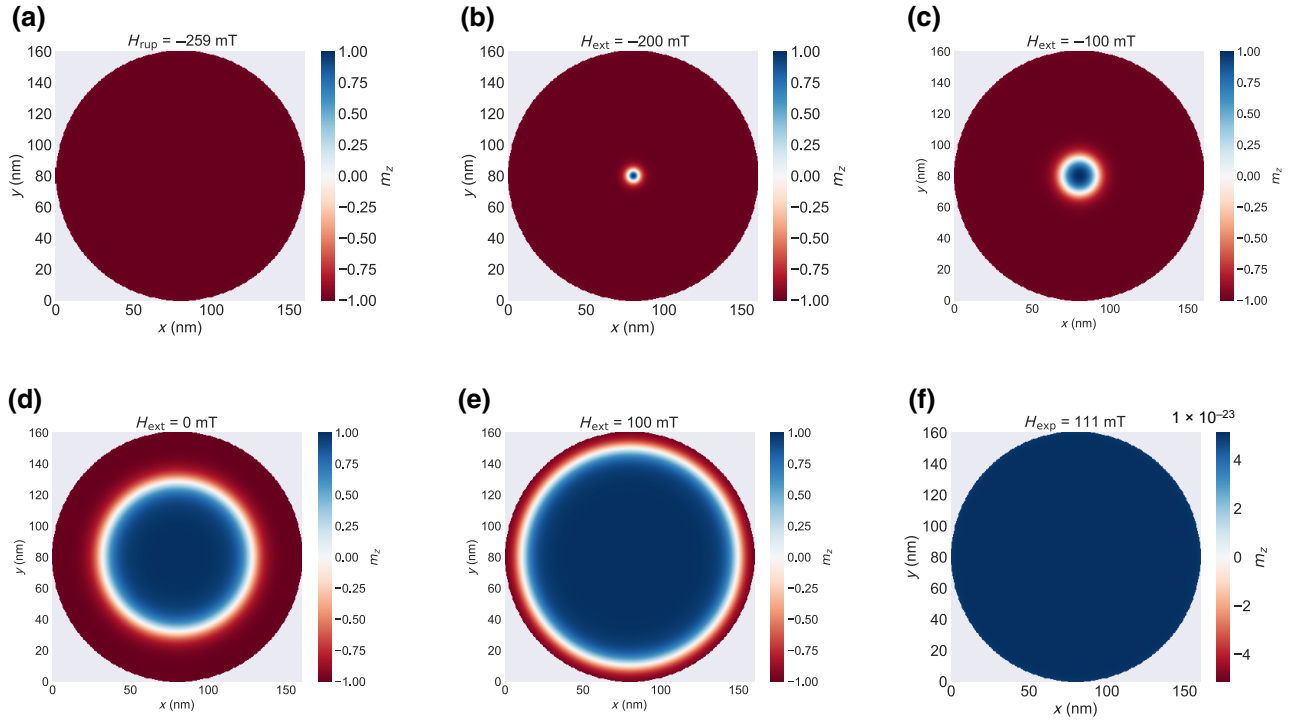 (a)
H_rup = −259 mT
160
140
120
100
80
60
40
20
0
y (nm)
0 50 100 150
x (nm)
1.00
0.75
0.50
0.25
0.00
−0.25
−0.50
−0.75
−1.00
m_z
(b)
H_ext = −200 mT
160
140
120
100
80
60
40
20
0
y (nm)
0 50 100 150
x (nm)
1.00
0.75
0.50
0.25
0.00
−0.25
−0.50
−0.75
−1.00
m_z
(c)
H_ext = −100 mT
160
140
120
100
80
60
40
20
0
y (nm)
0 50 100 150
x (nm)
1.00
0.75
0.50
0.25
0.00
−0.25
−0.50
−0.75
−1.00
m_z
(d)
H_ext = 0 mT
160
140
120
100
80
60
40
20
0
y (nm)
0 50 100 150
x (nm)
1.00
0.75
0.50
0.25
0.00
−0.25
−0.50
−0.75
−1.00
m_z
(e)
H_ext = 100 mT
160
140
120
100
80
60
40
20
0
y (nm)
0 50 100 150
x (nm)
1.00
0.75
0.50
0.25
0.00
−0.25
−0.50
−0.75
−1.00
m_z
(f)
H_exp = 111 mT
1 × 10⁻²³
160
140
120
100
80
60
40
20
0
y (nm)
0 50 100 150
x (nm)
4
2
0
−2
−4
m_z